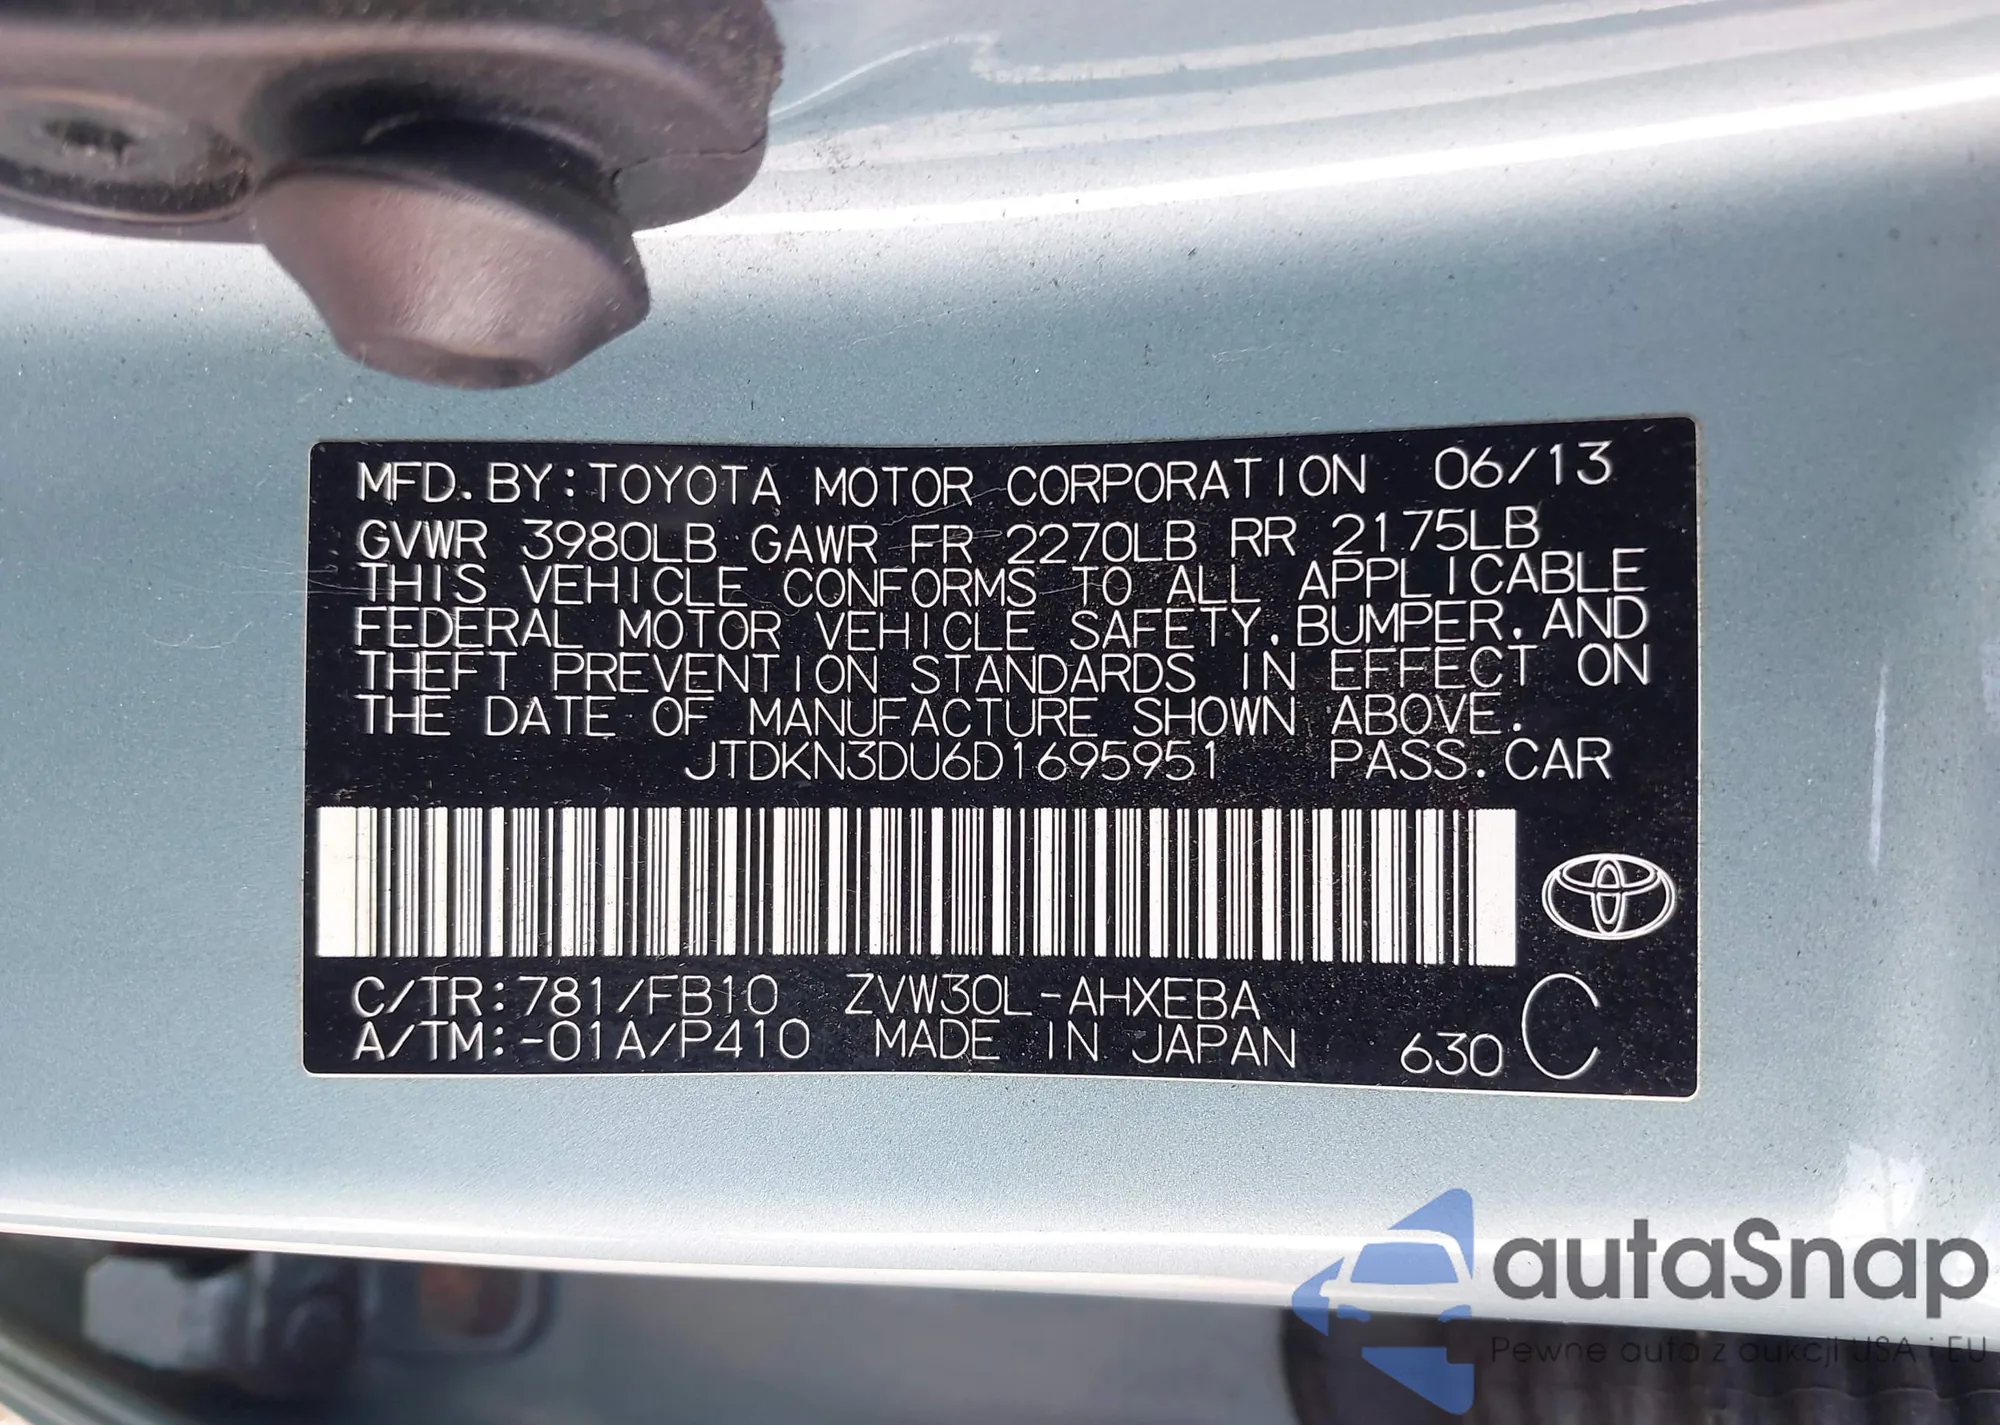 MFD. BY: TOYOTA MOTOR CORPORATION 06/13
GVWR 3980LB GAWR FR 2270LB RR 2175LB
THIS VEHICLE CONFORMS TO ALL APPLICABLE
FEDERAL MOTOR VEHICLE SAFETY, BUMPER, AND
THEFT PREVENTION STANDARDS IN EFFECT ON
THE DATE OF MANUFACTURE SHOWN ABOVE.
JTDKN3DU6D1695951 PASS. CAR
C/TR: 781/FB10 ZVW30L-AHXEBA
A/TM: -01A/P410 MADE IN JAPAN 630 C
autaSnap
Pewne auta z aukcji USA i EU